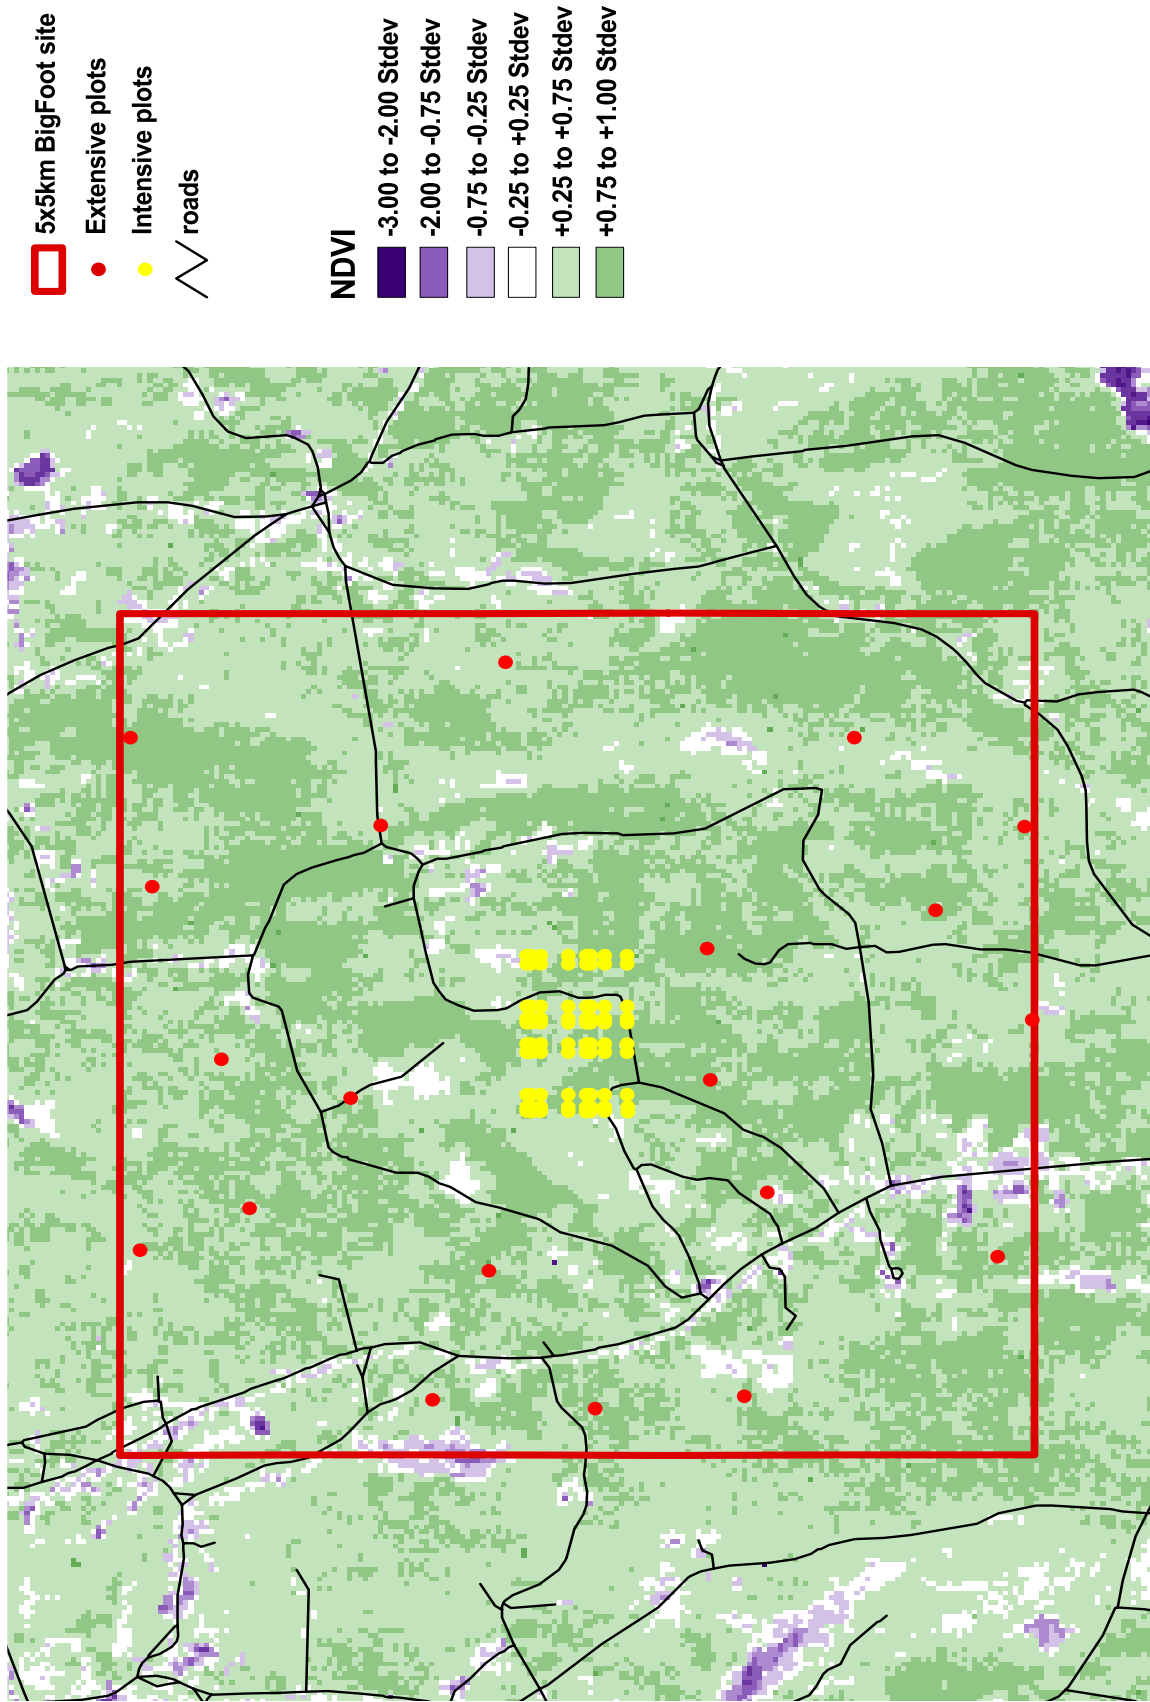 5x5km BigFoot site
Extensive plots
Intensive plots
roads
NDVI
-3.00 to -2.00 Stdev
-2.00 to -0.75 Stdev
-0.75 to -0.25 Stdev
-0.25 to +0.25 Stdev
+0.25 to +0.75 Stdev
+0.75 to +1.00 Stdev